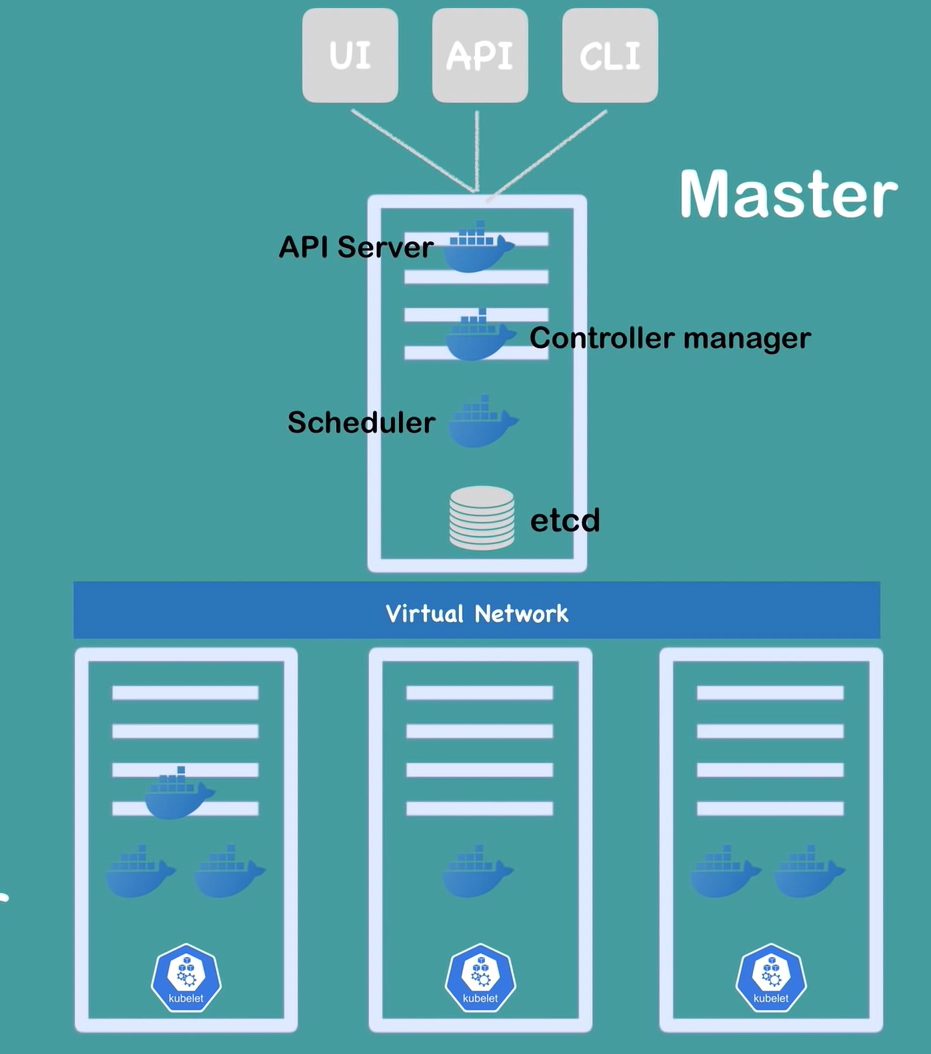 UI
API
CLI
Master
API Server
Controller manager
Scheduler
etcd
Virtual Network
kubelet
kubelet
kubelet